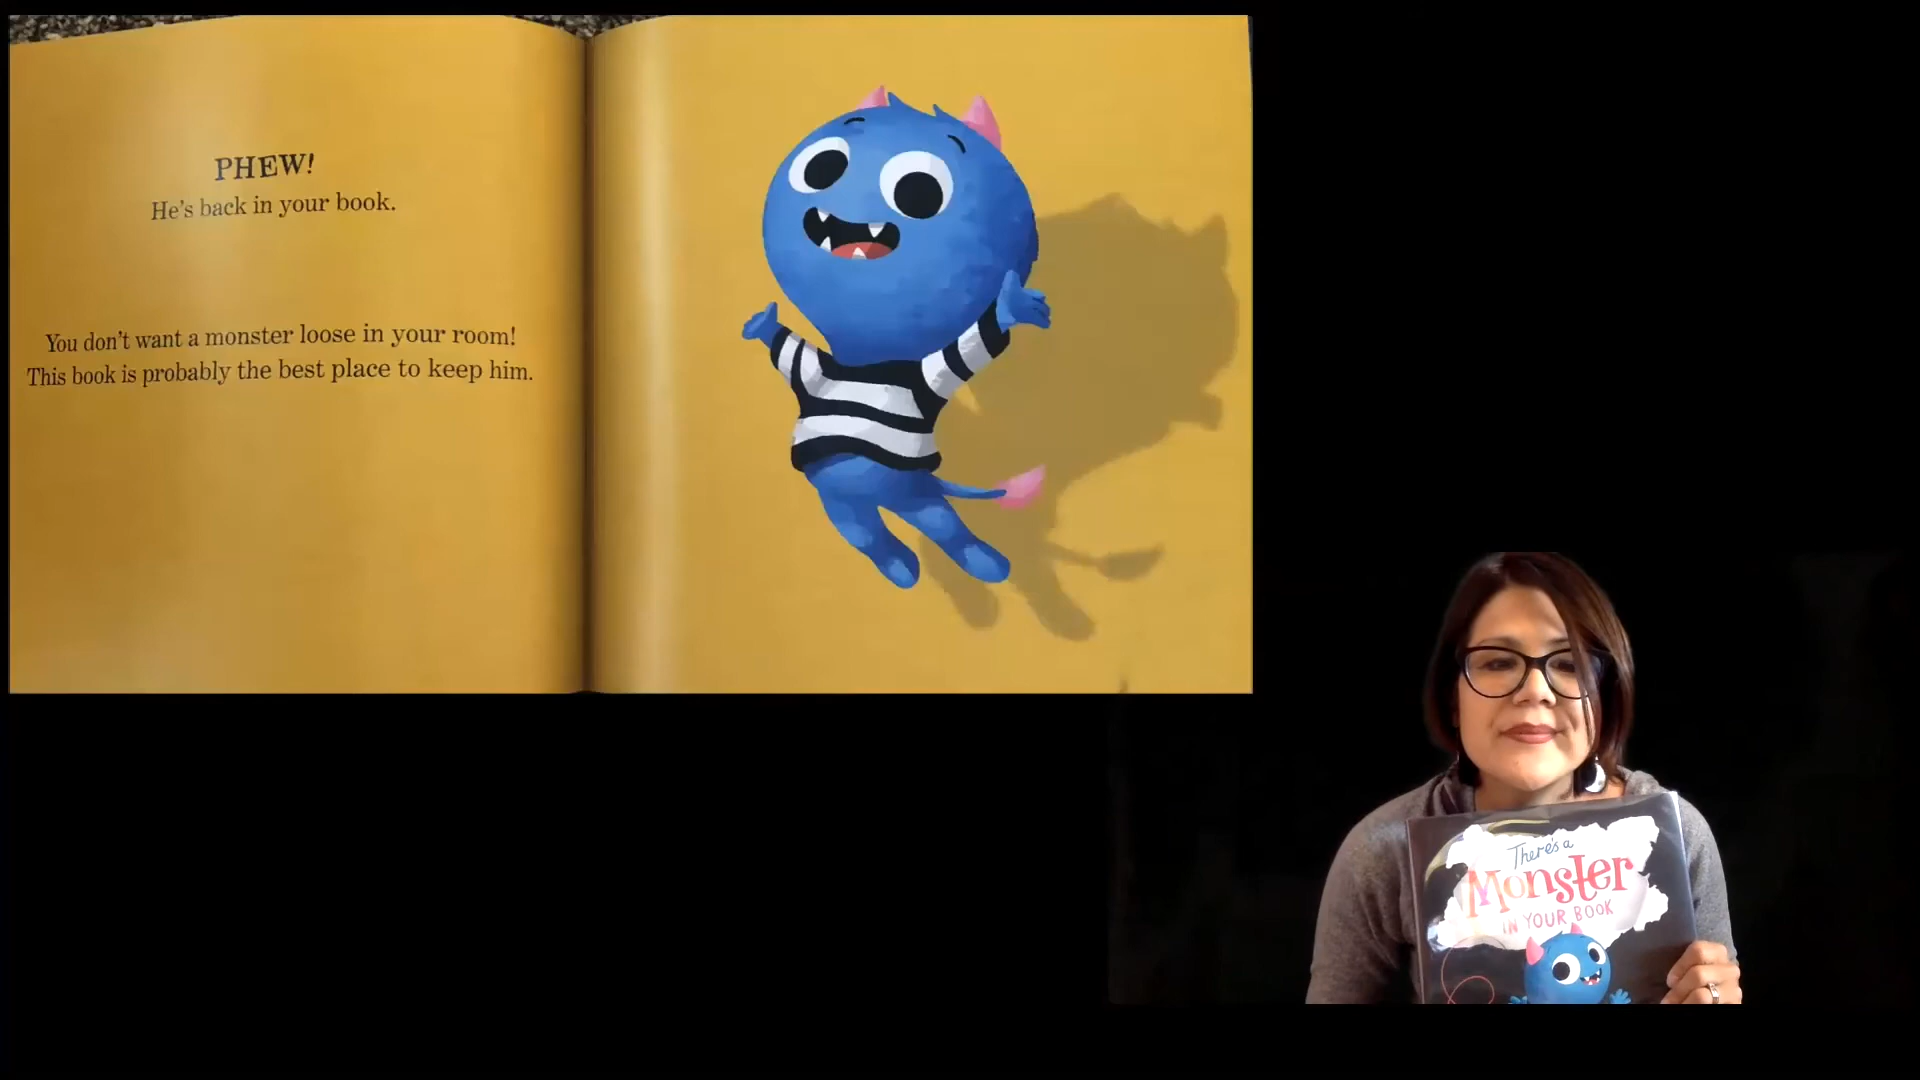 PHEW!
He's back in your book.
You don't want a monster loose in your room!
This book is probably the best place to keep him.
There's a
Monster
IN YOUR BOOK